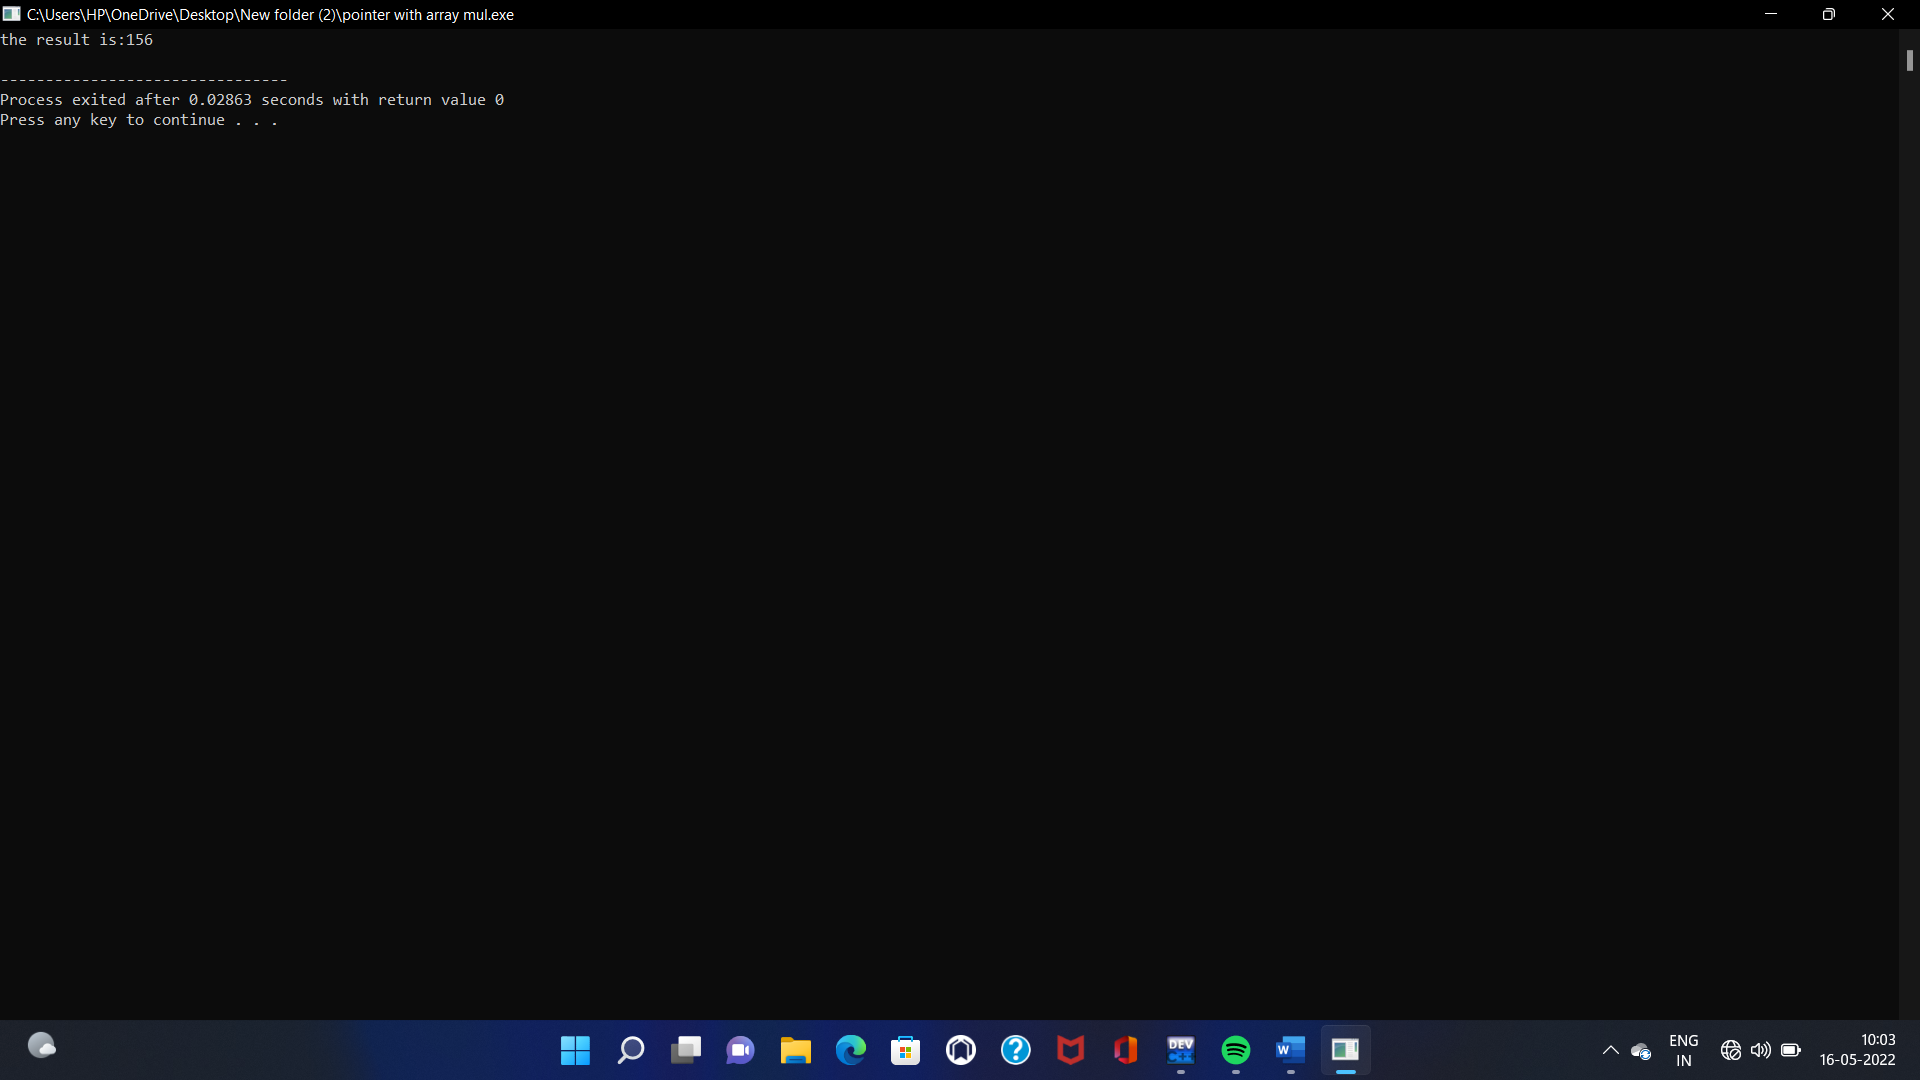 C:\Users\HP\OneDrive\Desktop\New folder (2)\pointer with array mul.exe
the result is:156
--------------------------------
Process exited after 0.02863 seconds with return value 0
Press any key to continue . . .
DEV
C++
W
ENG
IN
10:03
16-05-2022